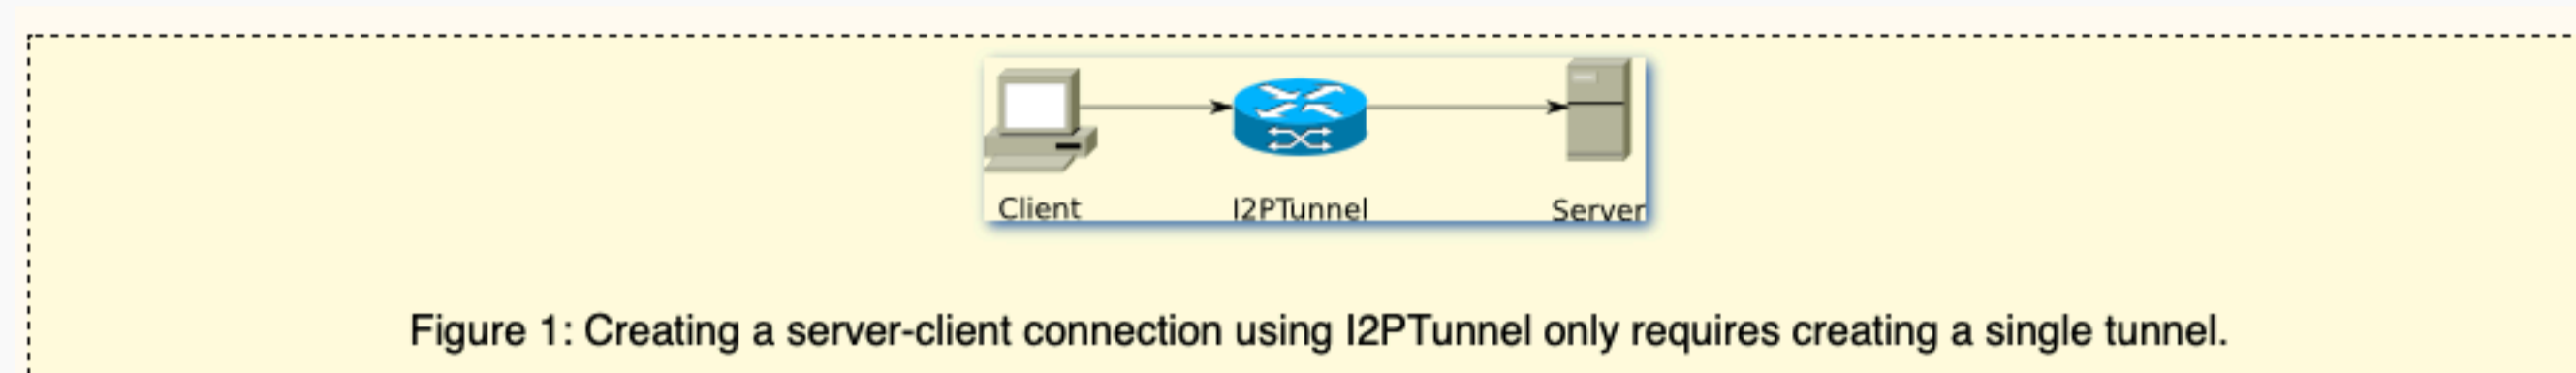 Client I2PTunnel Server
Figure 1: Creating a server-client connection using I2PTunnel only requires creating a single tunnel.